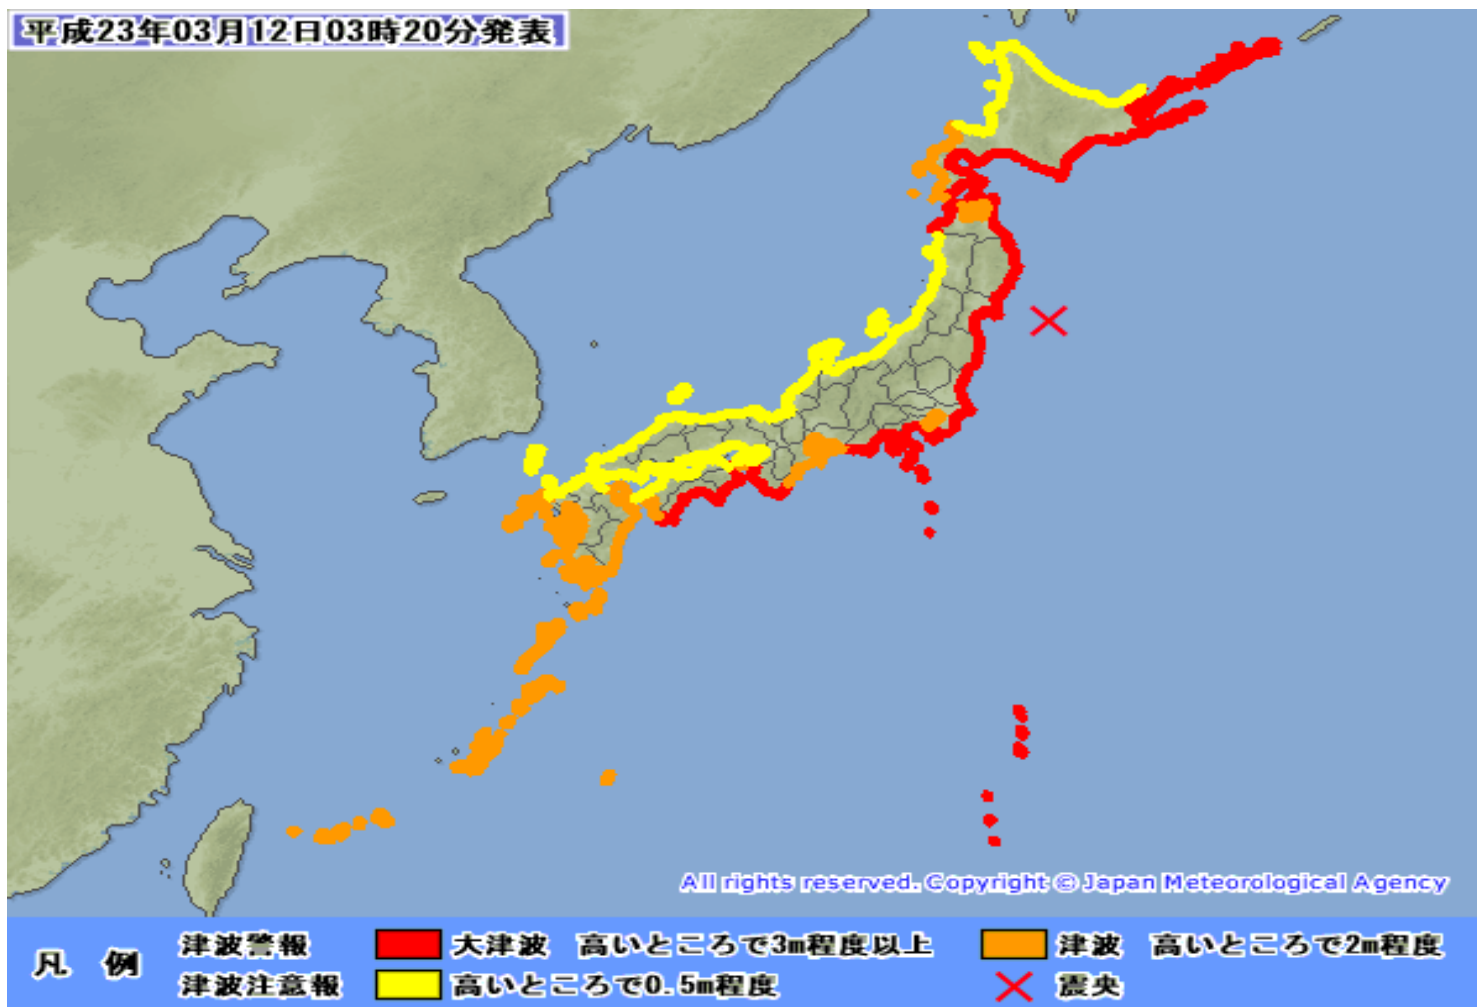 平成23年03月12日03時20分発表
All rights reserved. Copyright © Japan Meteorological Agency
凡 例 津波警報 大津波 高いところで3m程度以上 津波 高いところで2m程度
津波注意報 高いところで0.5m程度 震央